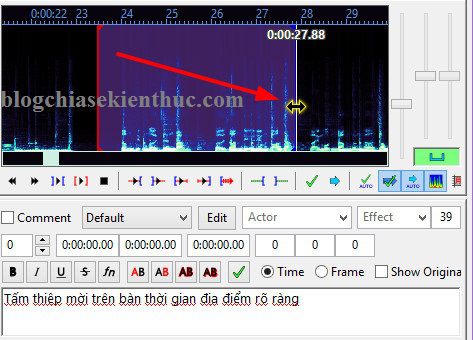 0:00:22 23 24 25 26 27 28 29
0:00:27.88
blogchiasekienthuc.com
AUTO AUTO
Comment Default Edit Actor Effect 39
0 0:00:00.00 0:00:00.00 0:00:00.00 0 0 0
B I U S fn AB AB AB AB Time Frame Show Origina
Tấm thiệp mời trên bàn thời gian địa điểm rõ ràng